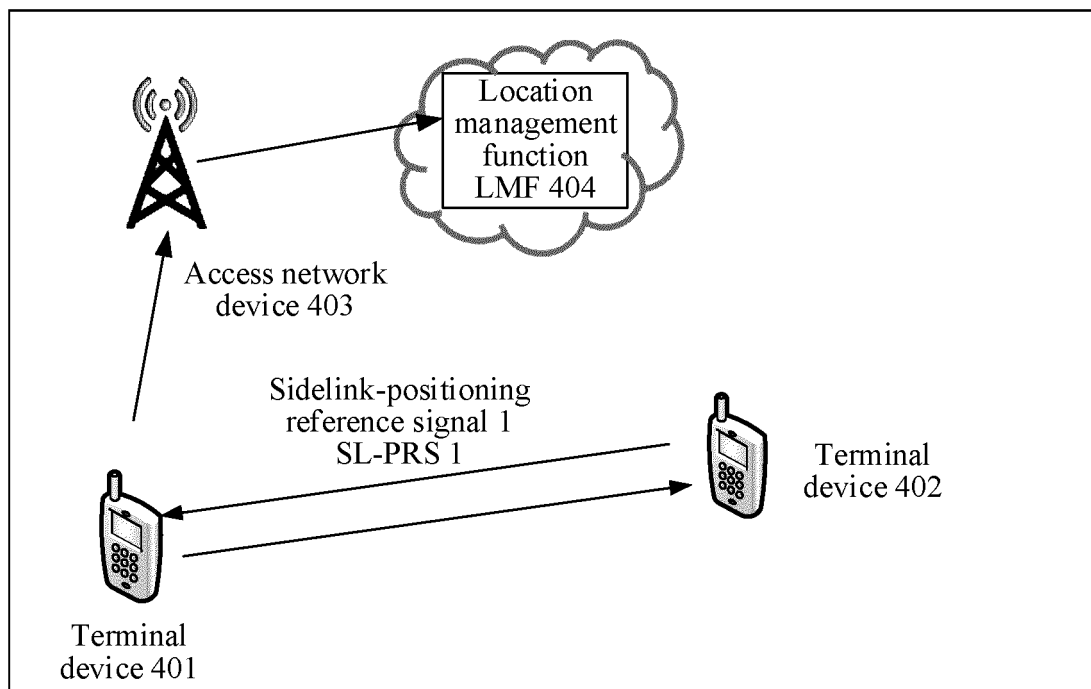 Location
management
function
LMF 404
Access network
device 403
Sidelink-positioning
reference signal 1
SL-PRS 1
Terminal
device 402
Terminal
device 401